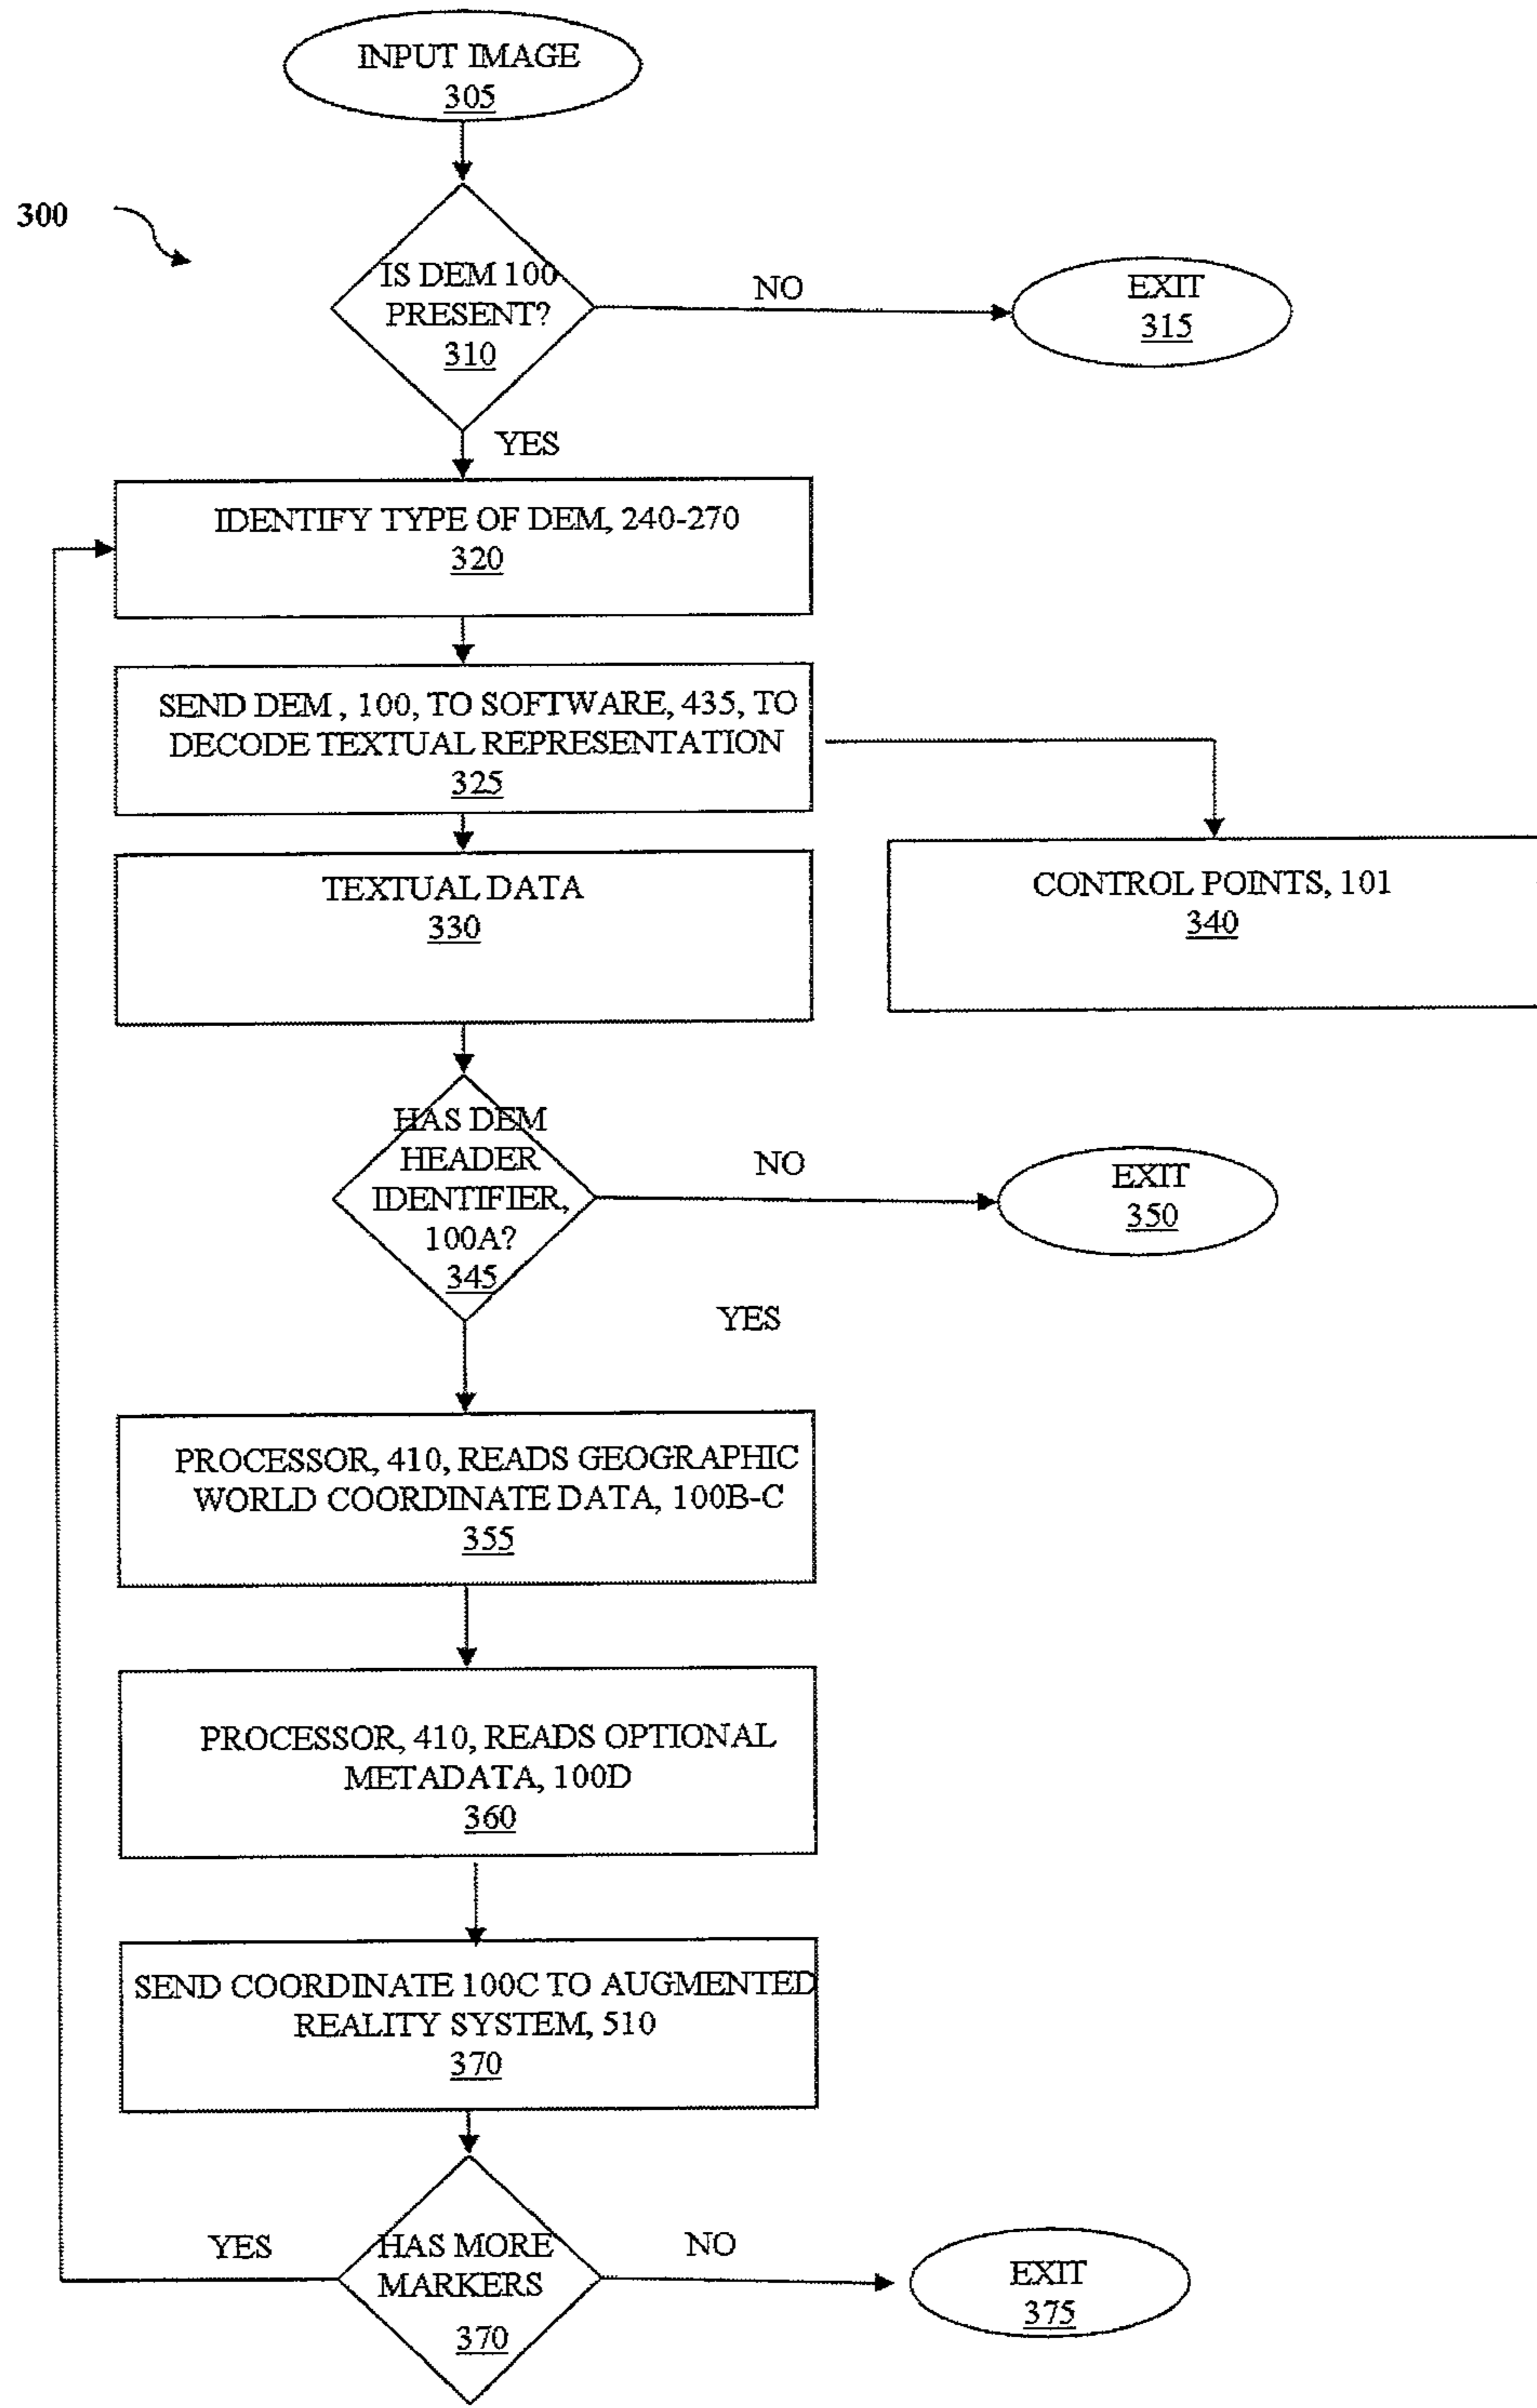 INPUT IMAGE
305
300
IS DEM 100
PRESENT?
310
NO
EXIT
315
YES
IDENTIFY TYPE OF DEM, 240-270
320
SEND DEM , 100, TO SOFTWARE, 435, TO
DECODE TEXTUAL REPRESENTATION
325
TEXTUAL DATA
330
CONTROL POINTS, 101
340
HAS DEM
HEADER
IDENTIFIER,
100A?
345
NO
EXIT
350
YES
PROCESSOR, 410, READS GEOGRAPHIC
WORLD COORDINATE DATA, 100B-C
355
PROCESSOR, 410, READS OPTIONAL
METADATA, 100D
360
SEND COORDINATE 100C TO AUGMENTED
REALITY SYSTEM, 510
370
YES
HAS MORE
MARKERS
370
NO
EXIT
375